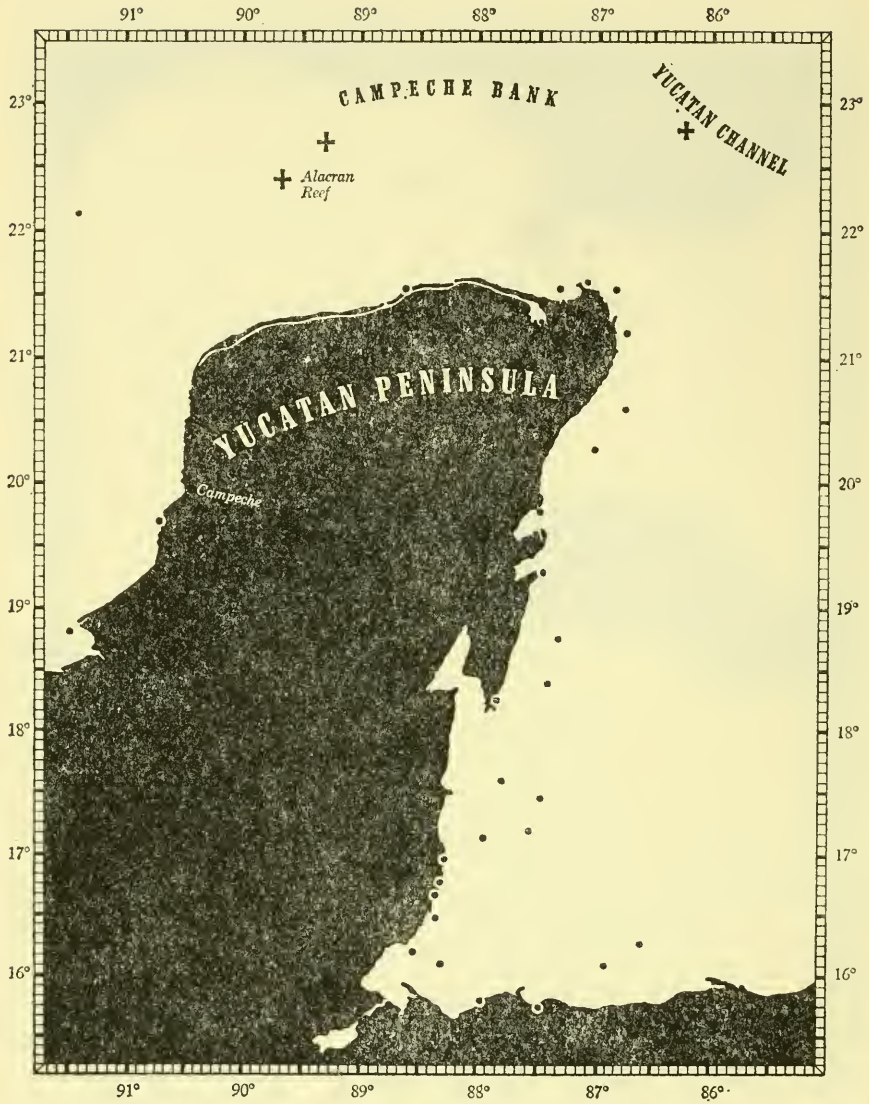 91° 90° 89° 88° 87° 86°
YUCATAN CHANNEL
CAMPECHE BANK
23° 23°
Alacran
Reef
22° 22°
21° 21°
YUCATAN PENINSULA
20° 20°
Campeche
19° 19°
18° 18°
17° 17°
16° 16°
91° 90° 89° 88° 87° 86°